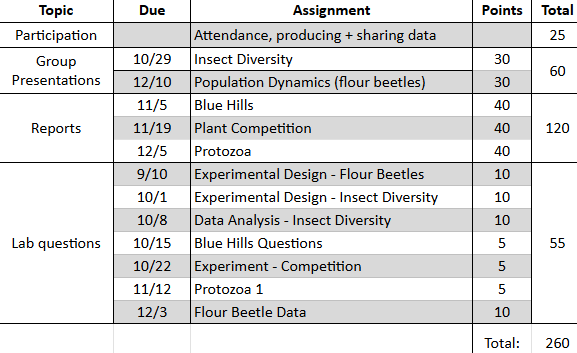 Topic Due Assignment Points Total
Participation Attendance, producing + sharing data 25
Group Presentations 10/29 Insect Diversity 30 60
12/10 Population Dynamics (flour beetles) 30
Reports 11/5 Blue Hills 40 120
11/19 Plant Competition 40
12/5 Protozoa 40
Lab questions 9/10 Experimental Design - Flour Beetles 10 55
10/1 Experimental Design - Insect Diversity 10
10/8 Data Analysis - Insect Diversity 10
10/15 Blue Hills Questions 5
10/22 Experiment - Competition 5
11/12 Protozoa 1 5
12/3 Flour Beetle Data 10
Total: 260